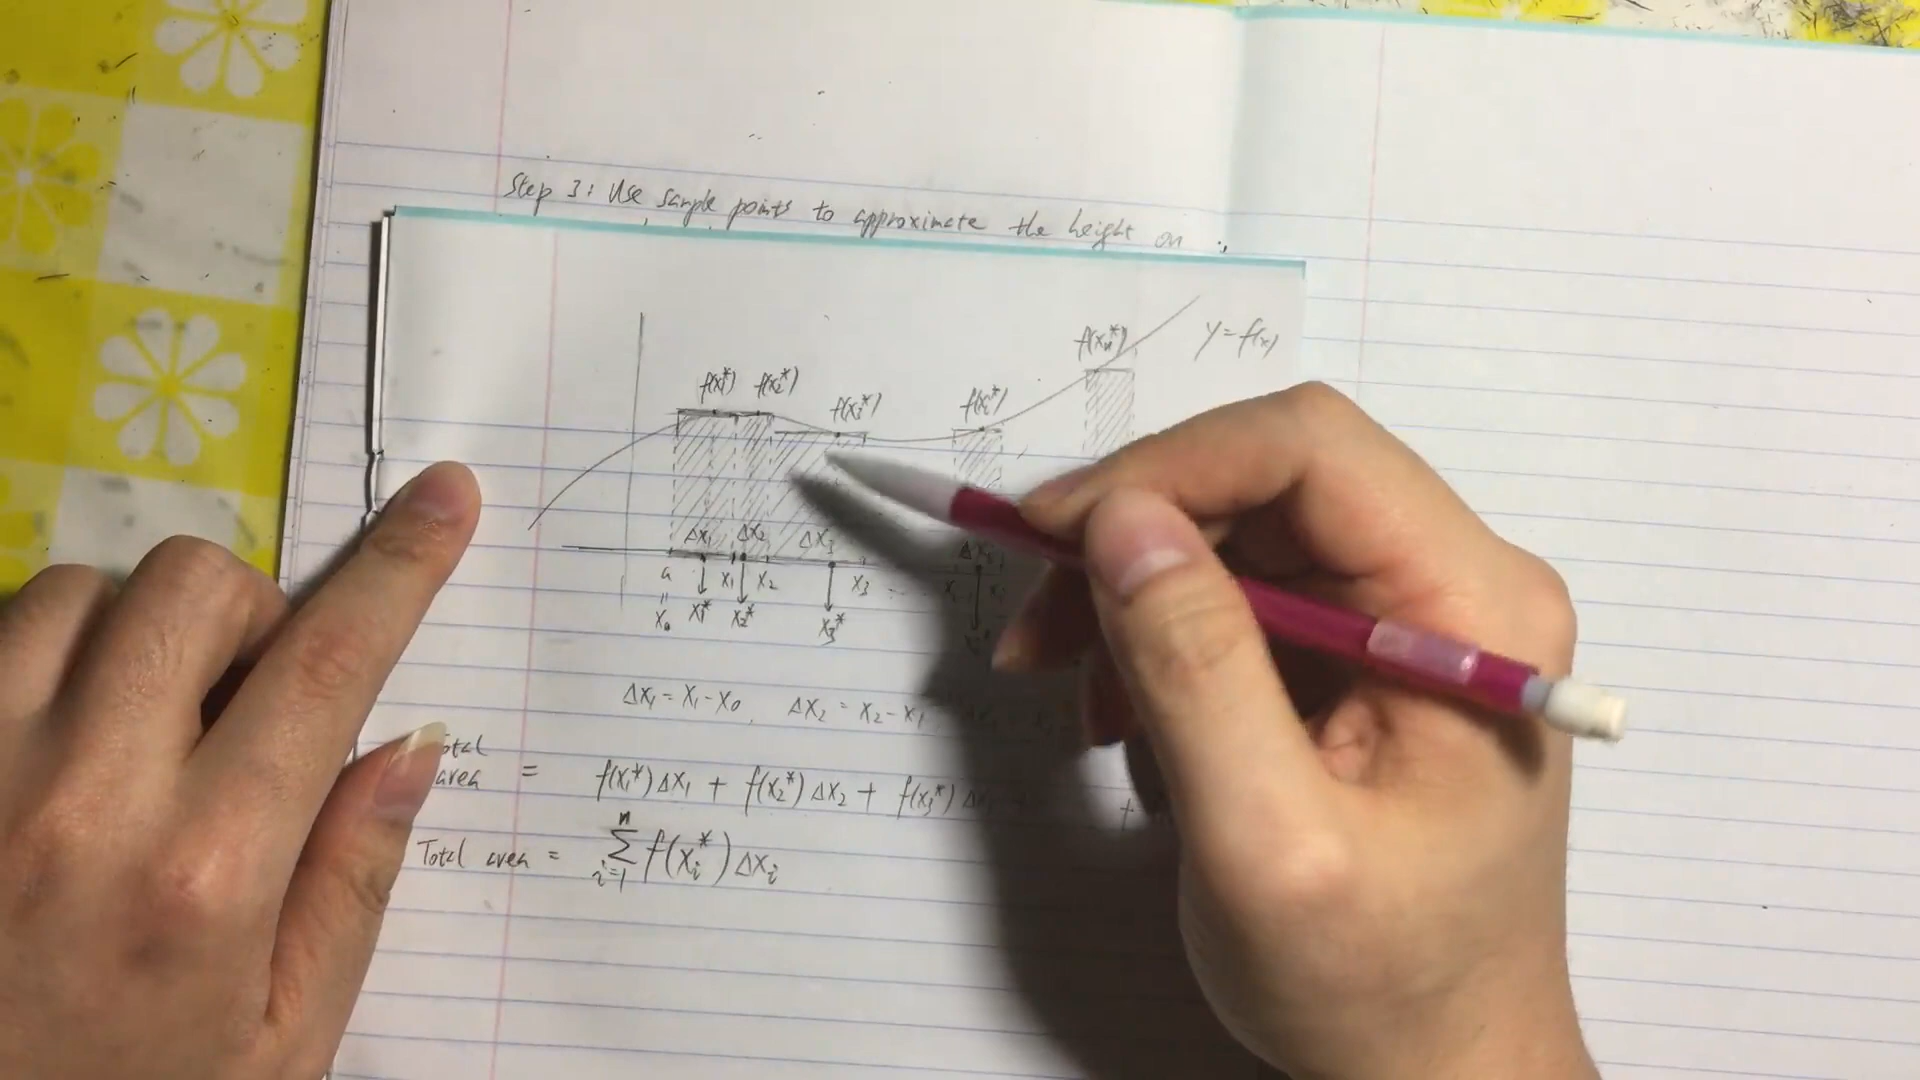 Step 3: Use sample points to approximate the height on
y = f(x)
f(x₁*) f(x₂*) f(x₃*) f(xᵢ*) f(xₙ*)
Δx₁ Δx₂ Δx₃ Δxᵢ
a x₁ x₂ x₃
x₀ x₁* x₂* x₃*
Δx₁ = x₁ - x₀, Δx₂ = x₂ - x₁
Total area = f(x₁*) Δx₁ + f(x₂*) Δx₂ + f(x₃*) +
Total area = ∑ᵢ₌₁ⁿ f(xᵢ*) Δxᵢ